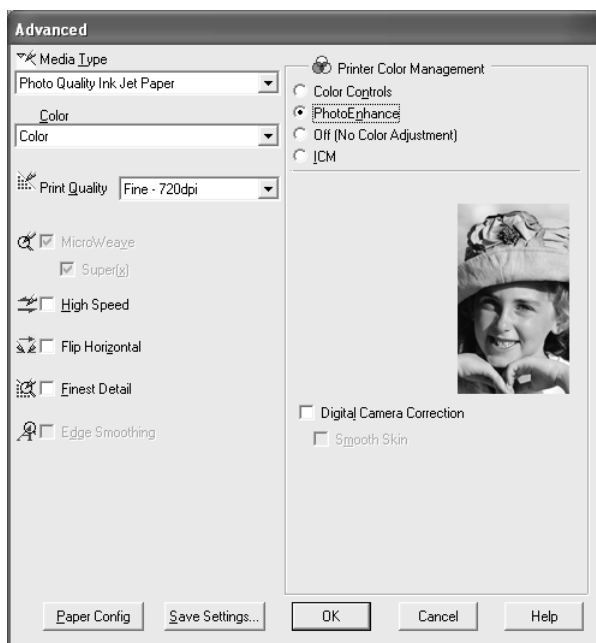 Advanced
Media Type
Photo Quality Ink Jet Paper
Color
Color
Print Quality
Fine - 720dpi
MicroWeave
Super(x)
High Speed
Flip Horizontal
Finest Detail
Edge Smoothing
Printer Color Management
Color Controls
PhotoEnhance
Off (No Color Adjustment)
ICM
Digital Camera Correction
Smooth Skin
Paper Config
Save Settings...
OK
Cancel
Help